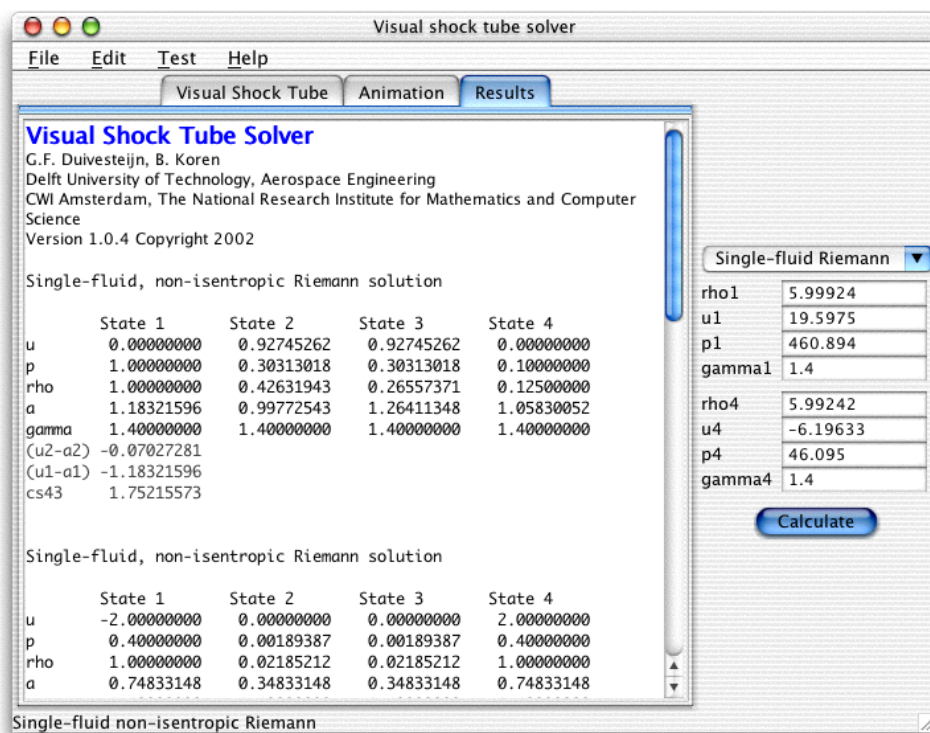 Visual shock tube solver
File Edit Test Help
Visual Shock Tube Animation Results
Visual Shock Tube Solver
G.F. Duivesteijn, B. Koren
Delft University of Technology, Aerospace Engineering
CWI Amsterdam, The National Research Institute for Mathematics and Computer
Science
Version 1.0.4 Copyright 2002
Single-fluid, non-isentropic Riemann solution
State 1 State 2 State 3 State 4
u 0.00000000 0.92745262 0.92745262 0.00000000
p 1.00000000 0.30313018 0.30313018 0.10000000
rho 1.00000000 0.42631943 0.26557371 0.12500000
a 1.18321596 0.99772543 1.26411348 1.05830052
gamma 1.40000000 1.40000000 1.40000000 1.40000000
(u2-a2) -0.07027281
(u1-a1) -1.18321596
cs43 1.75215573
Single-fluid, non-isentropic Riemann solution
State 1 State 2 State 3 State 4
u -2.00000000 0.00000000 0.00000000 2.00000000
p 0.40000000 0.00189387 0.00189387 0.40000000
rho 1.00000000 0.02185212 0.02185212 1.00000000
a 0.74833148 0.34833148 0.34833148 0.74833148
Single-fluid Riemann
rho1 5.99924
u1 19.5975
p1 460.894
gamma1 1.4
rho4 5.99242
u4 -6.19633
p4 46.095
gamma4 1.4
Calculate
Single-fluid non-isentropic Riemann